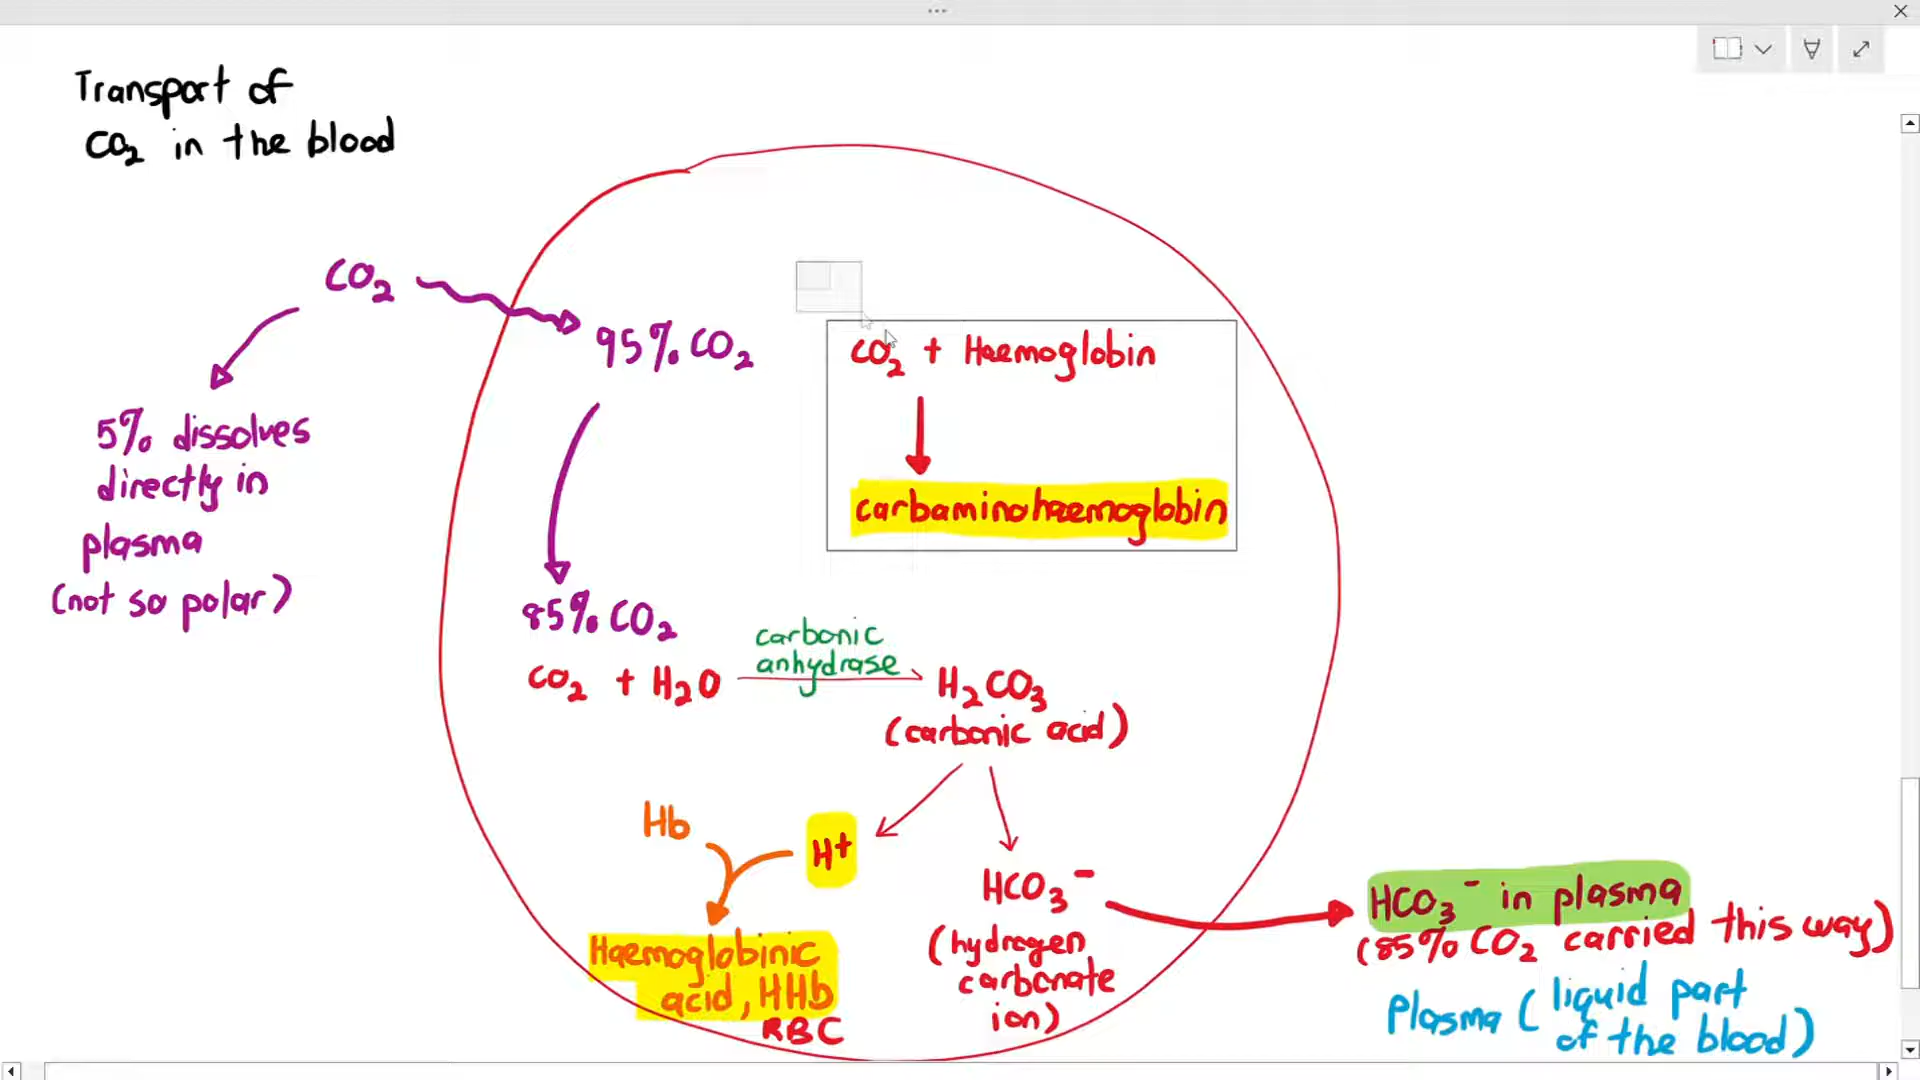 Transport of
CO₂ in the blood
CO₂
95% CO₂
5% dissolves
directly in
plasma
(not so polar)
CO₂ + Haemoglobin
carbaminohaemoglobin
85% CO₂
carbonic
anhydrase
CO₂ + H₂O
H₂CO₃
(carbonic acid)
Hb
H+
HCO₃⁻
(hydrogen
carbonate
ion)
Haemoglobinic
acid, HHb
RBC
HCO₃⁻ in plasma
(85% CO₂ carried this way)
Plasma (liquid part
of the blood)